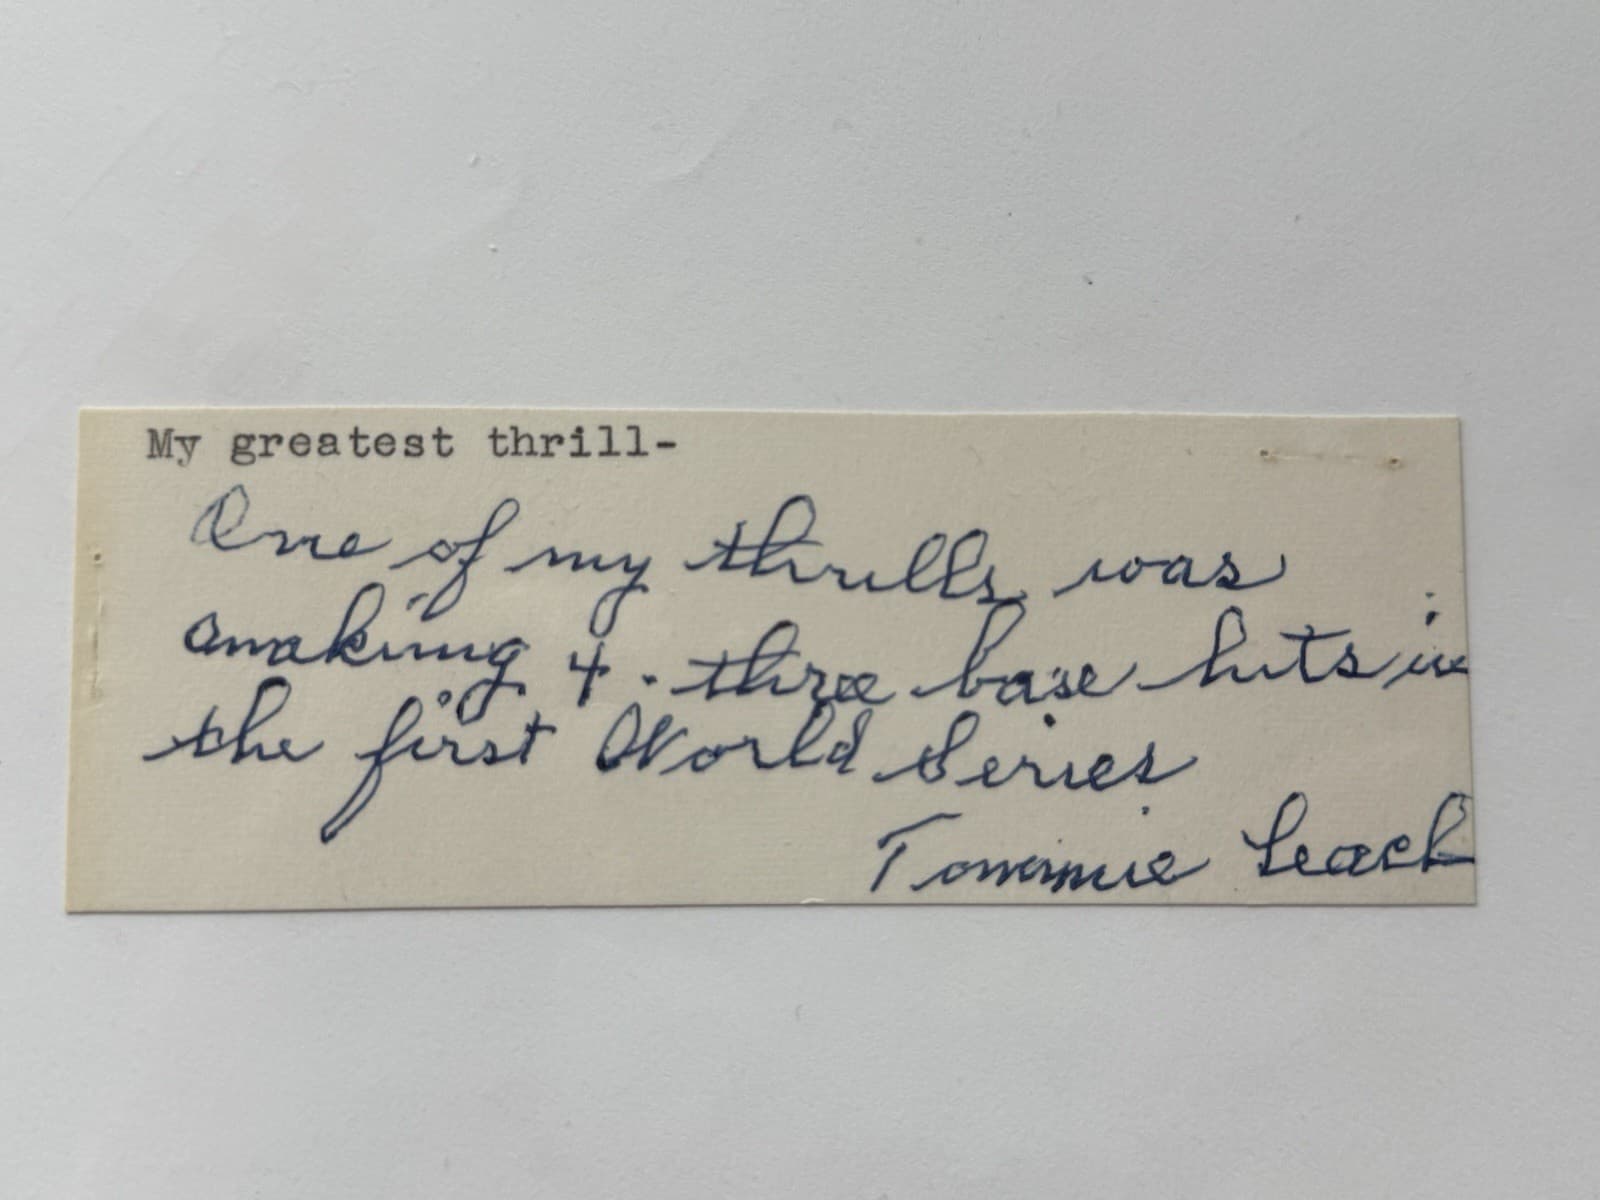 My greatest thrill-
One of my thrills was
making 4. three base hits in
the first World Series
Tommie Leach